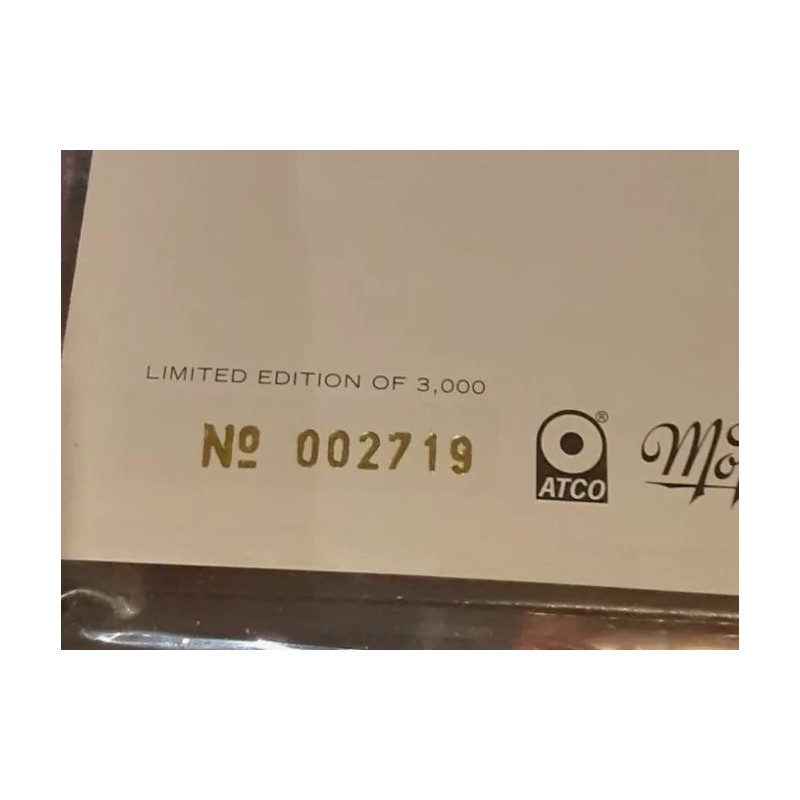 LIMITED EDITION OF 3,000
Nº 002719
®
ATCO